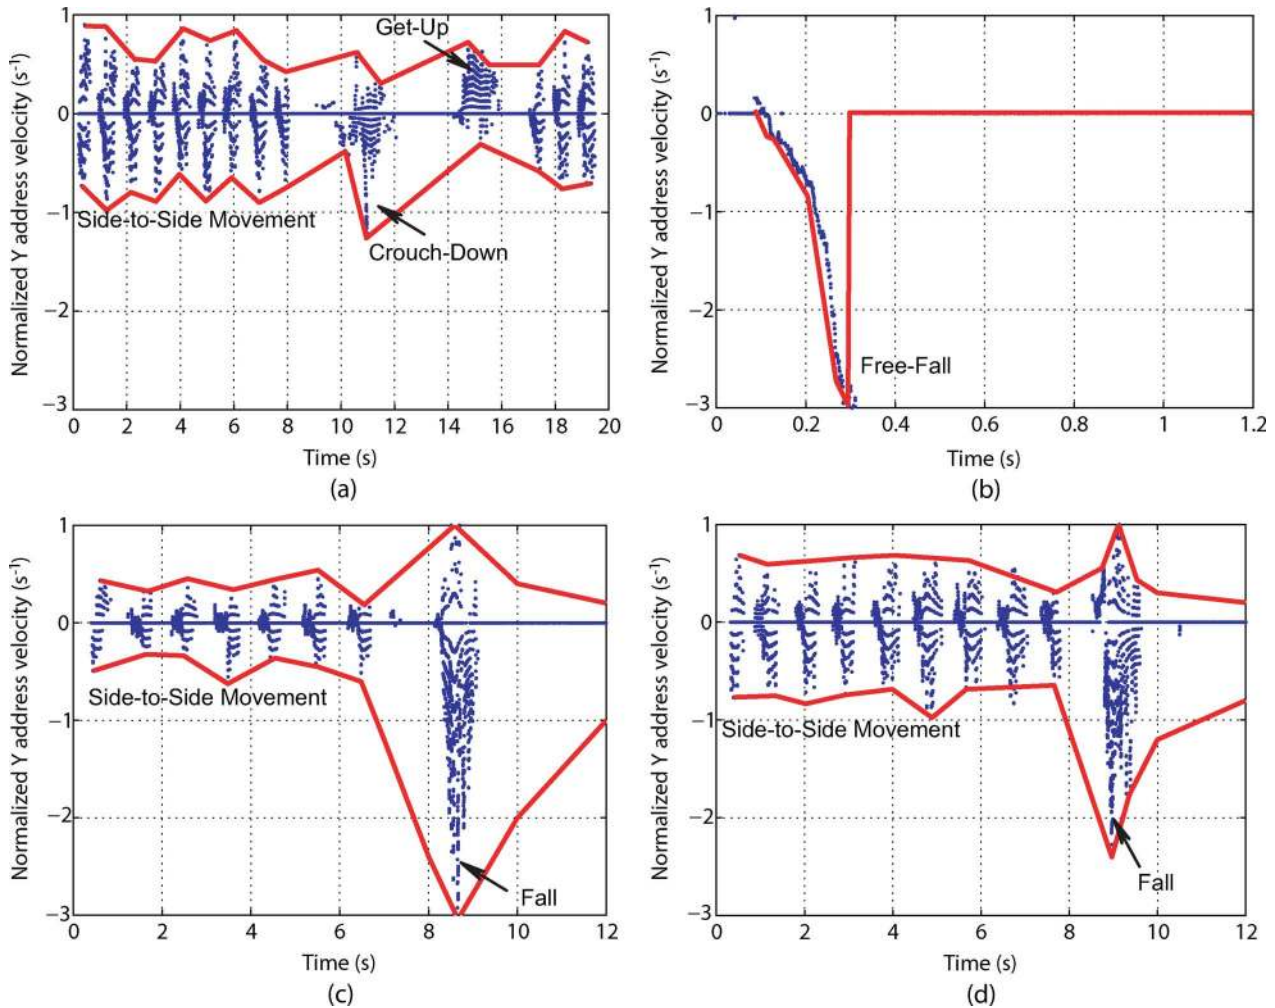 Normalized Y address velocity (s⁻¹)
1
0
−1
−2
−3
Get-Up
Side-to-Side Movement
Crouch-Down
0 2 4 6 8 10 12 14 16 18 20
Time (s)
(a)
Normalized Y address velocity (s⁻¹)
1
0
−1
−2
−3
Free-Fall
0 0.2 0.4 0.6 0.8 1 1.2
Time (s)
(b)
Normalized Y address velocity (s⁻¹)
1
0
−1
−2
−3
Side-to-Side Movement
Fall
0 2 4 6 8 10 12
Time (s)
(c)
Normalized Y address velocity (s⁻¹)
1
0
−1
−2
−3
Side-to-Side Movement
Fall
0 2 4 6 8 10 12
Time (s)
(d)